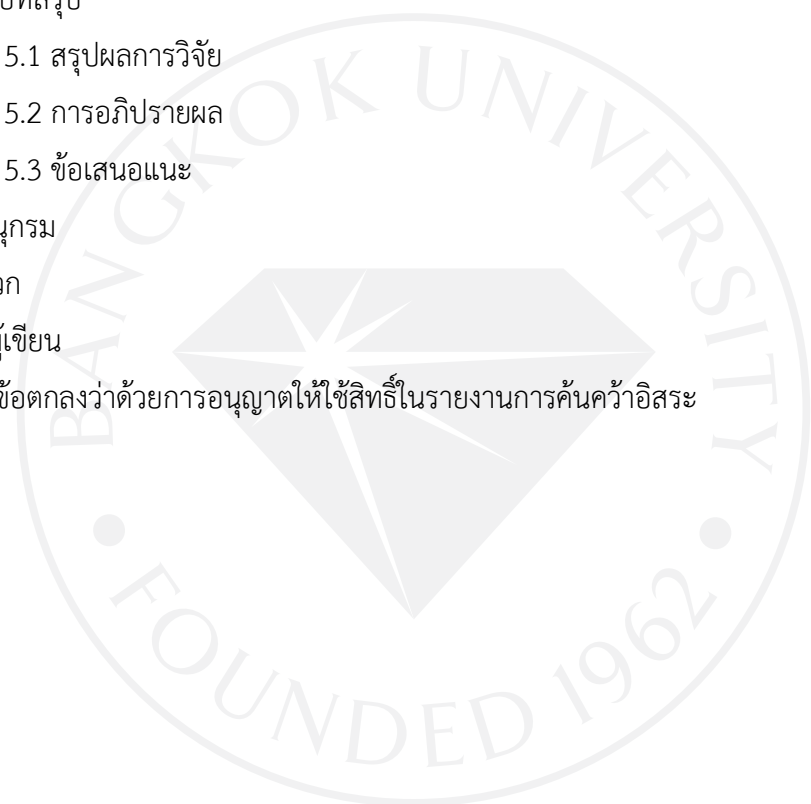 5.1 สรุปผลการวิจัย
5.2 การอภิปรายผล
5.3 ข้อเสนอแนะ
ผู้เขียน
ข้อตกลงว่าด้วยการอนุญาตให้ใช้สิทธิ์ในรายงานการค้นคว้าอิสระ
BANGKOK UNIVERSITY
FOUNDED 1962